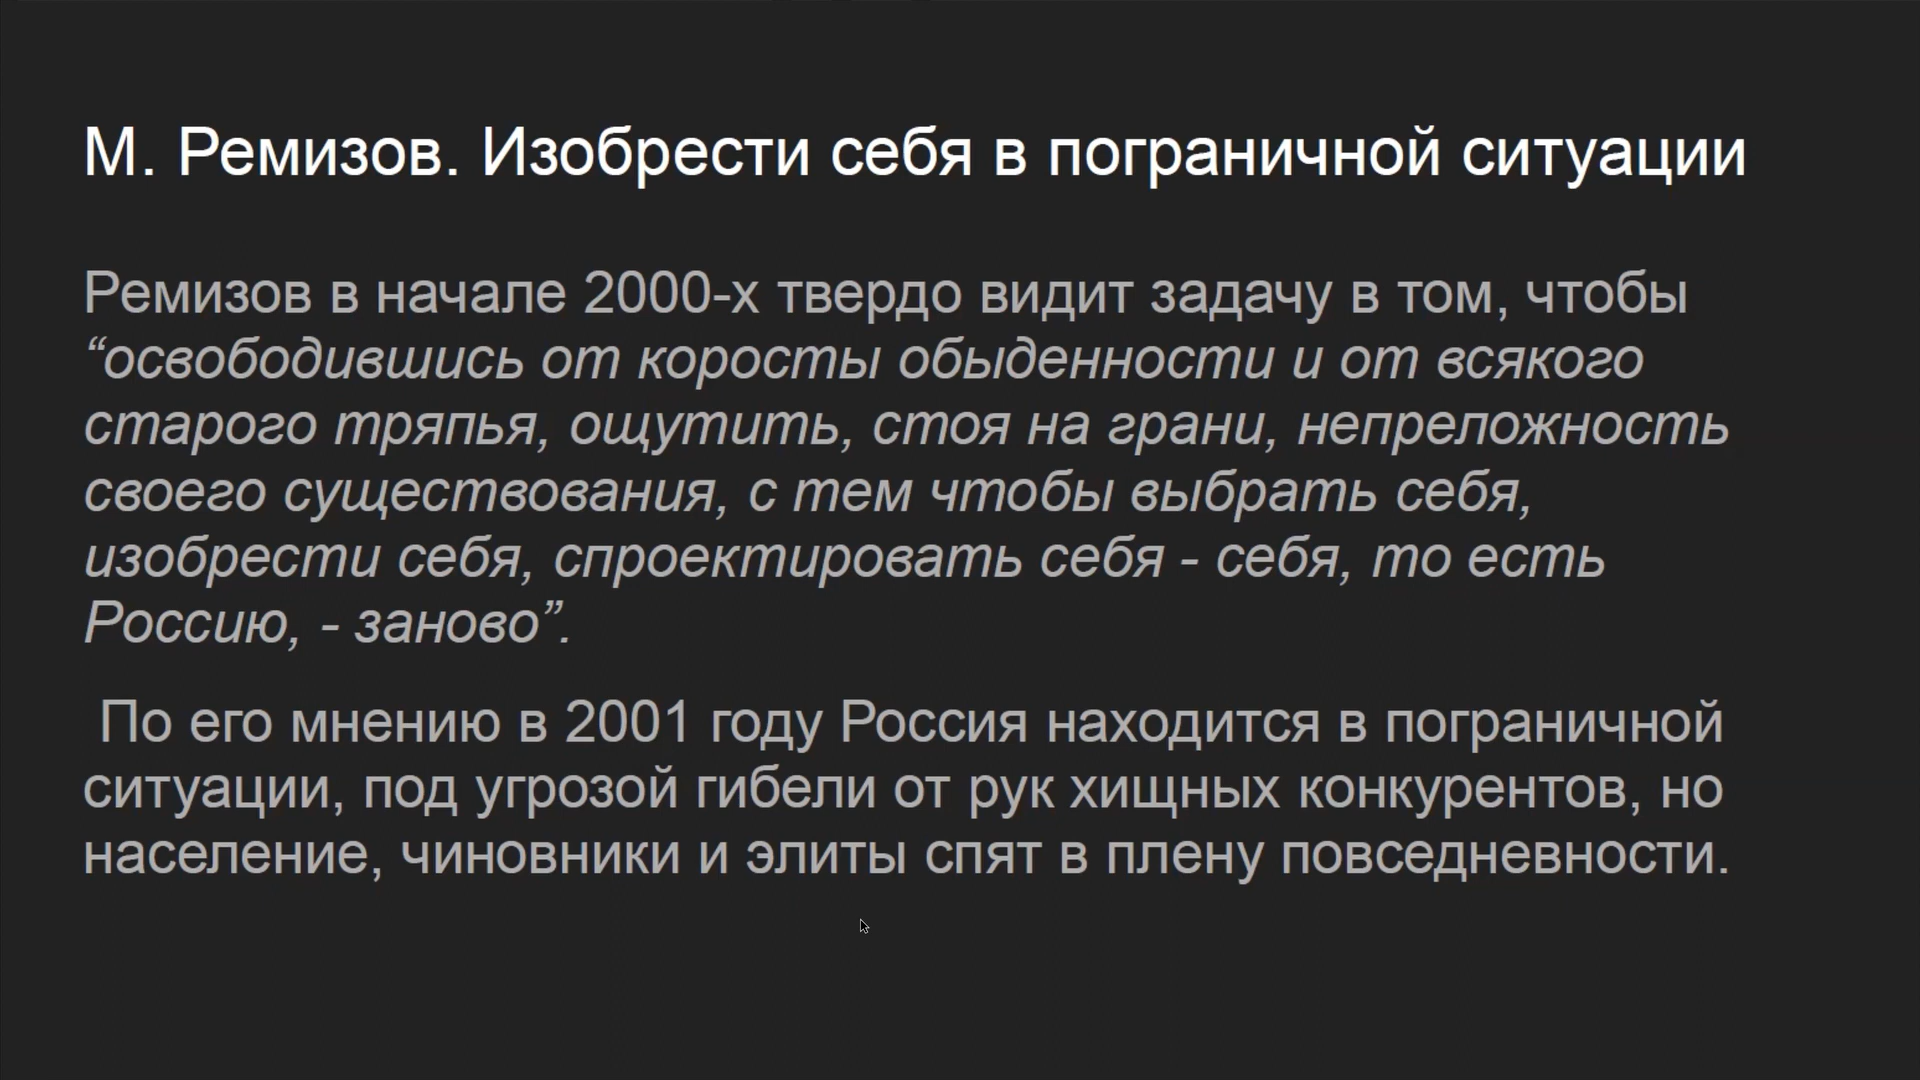 М. Ремизов. Изобрести себя в пограничной ситуации
Ремизов в начале 2000-х твердо видит задачу в том, чтобы
“освободившись от коросты обыденности и от всякого
старого тряпья, ощутить, стоя на грани, непреложность
своего существования, с тем чтобы выбрать себя,
изобрести себя, спроектировать себя - себя, то есть
Россию, - заново”.
По его мнению в 2001 году Россия находится в пограничной
ситуации, под угрозой гибели от рук хищных конкурентов, но
население, чиновники и элиты спят в плену повседневности.